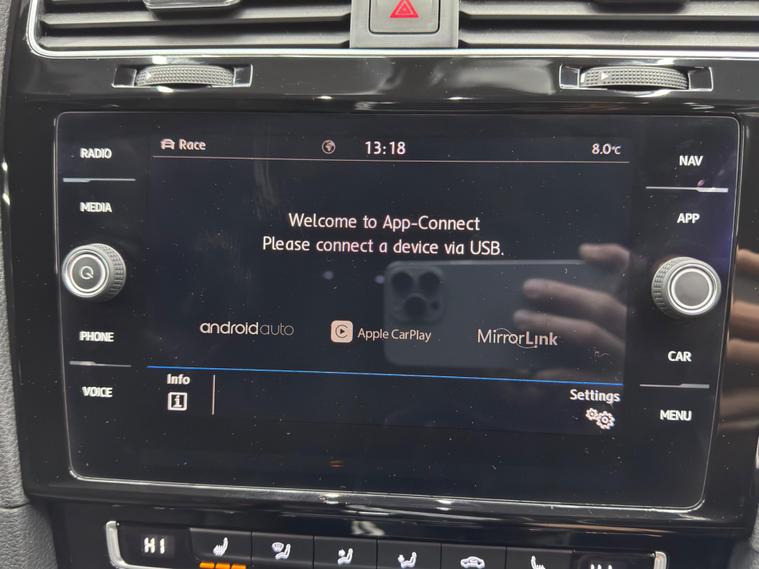 RADIO
MEDIA
PHONE
VOICE
Race
13:18
8.0°C
Welcome to App-Connect
Please connect a device via USB.
androidauto
Apple CarPlay
MirrorLink
Info
i
Settings
NAV
APP
CAR
MENU
HI